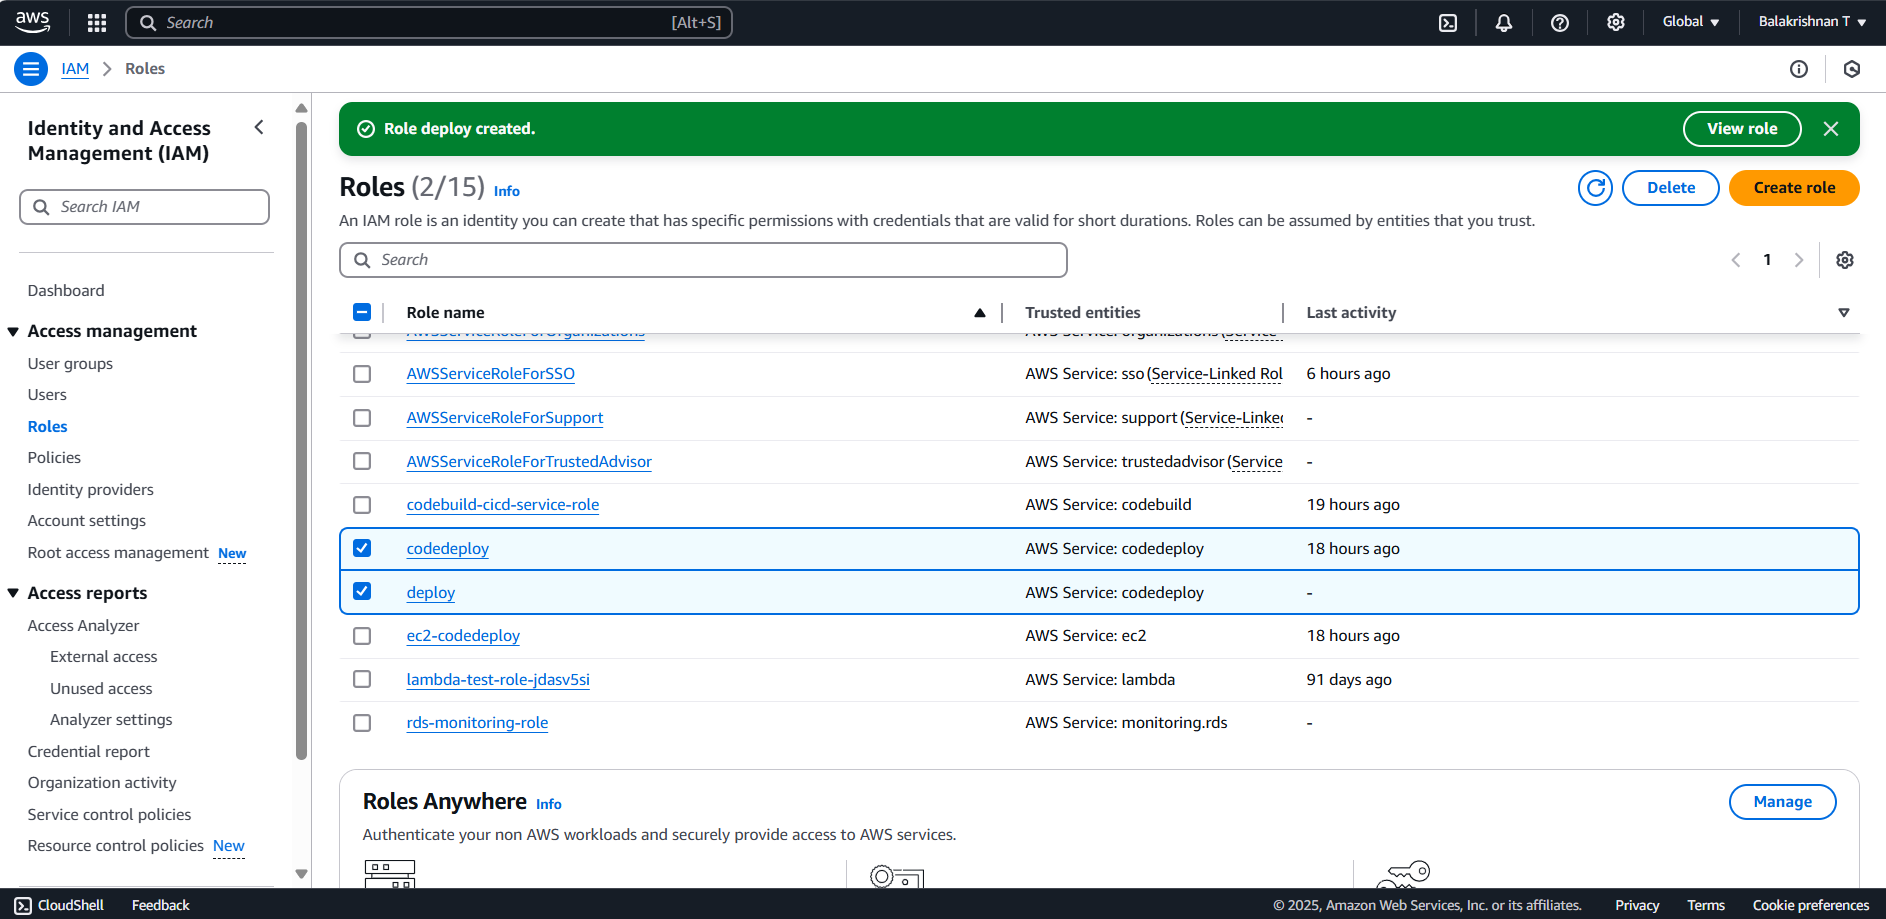 aws
Search [Alt+S]
Global
Balakrishnan T
IAM > Roles
Identity and Access
Management (IAM)
Search IAM
Dashboard
Access management
User groups
Users
Roles
Policies
Identity providers
Account settings
Root access management New
Access reports
Access Analyzer
External access
Unused access
Analyzer settings
Credential report
Organization activity
Service control policies
Resource control policies New
Role deploy created.
View role
Roles (2/15) Info
Delete
Create role
An IAM role is an identity you can create that has specific permissions with credentials that are valid for short durations. Roles can be assumed by entities that you trust.
Search
1
Role name Trusted entities Last activity
AWSServiceRoleForOrganizations AWS Service: organizations (Service
AWSServiceRoleForSSO AWS Service: sso (Service-Linked Rol 6 hours ago
AWSServiceRoleForSupport AWS Service: support (Service-Linked -
AWSServiceRoleForTrustedAdvisor AWS Service: trustedadvisor (Service -
codebuild-cicd-service-role AWS Service: codebuild 19 hours ago
codedeploy AWS Service: codedeploy 18 hours ago
deploy AWS Service: codedeploy -
ec2-codedeploy AWS Service: ec2 18 hours ago
lambda-test-role-jdasv5si AWS Service: lambda 91 days ago
rds-monitoring-role AWS Service: monitoring.rds -
Roles Anywhere Info
Manage
Authenticate your non AWS workloads and securely provide access to AWS services.
CloudShell Feedback © 2025, Amazon Web Services, Inc. or its affiliates. Privacy Terms Cookie preferences